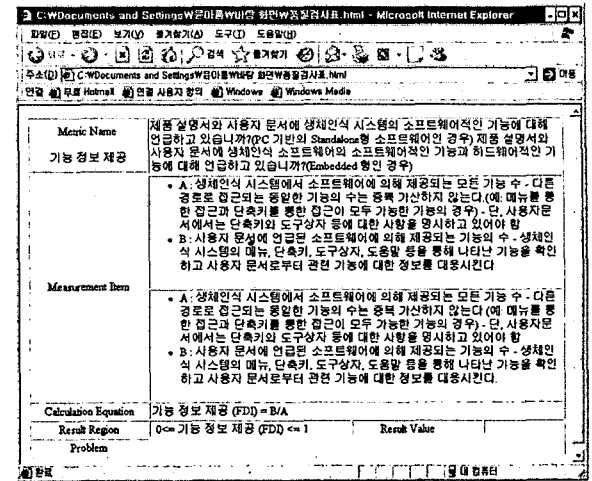 C:₩Documents and Settings₩문아름₩바탕 화면₩품질검사표.html - Microsoft Internet Explorer
파일(F) 편집(E) 보기(V) 즐겨찾기(A) 도구(T) 도움말(H)
뒤로 검색 즐겨찾기
주소(D) C:₩Documents and Settings₩문아름₩바탕 화면₩품질검사표.html 이동
연결 무료 Hotmail 연결 사용자 정의 Windows Windows Media
Metric Name
기능 정보 제공
제품 설명서와 사용자 문서에 생체인식 시스템의 소프트웨어적인 기능에 대해
언급하고 있습니까?(PC 기반의 Standalone형 소프트웨어인 경우) 제품 설명서와
사용자 문서에 생체인식 소프트웨어의 소프트웨어적인 기능과 하드웨어적인 기
능에 대해 언급하고 있습니까?(Embedded 형인 경우)
Measurement Item
• A : 생체인식 시스템에서 소프트웨어에 의해 제공되는 모든 기능 수 - 다른
경로로 접근되는 동일한 기능의 수는 중복 가산하지 않는다.(예: 메뉴를 통
한 접근과 단축키를 통한 접근이 모두 가능한 기능의 경우) - 단, 사용자문
서에서는 단축키와 도구상자 등에 대한 사항을 명시하고 있어야 함
• B : 사용자 문서에 언급된 소프트웨어에 의해 제공되는 기능의 수 - 생체인
식 시스템의 메뉴, 단축키, 도구상자, 도움말 등을 통해 나타난 기능을 확인
하고 사용자 문서로부터 관련 기능에 대한 정보를 대응시킨다
• A : 생체인식 시스템에서 소프트웨어에 의해 제공되는 모든 기능 수 - 다른
경로로 접근되는 동일한 기능의 수는 중복 가산하지 않는다 (예: 메뉴를 통
한 접근과 단축키를 통한 접근이 모두 가능한 기능의 경우) - 단, 사용자문
서에서는 단축키와 도구상자 등에 대한 사항을 명시하고 있어야 함
• B : 사용자 문서에 언급된 소프트웨어에 의해 제공되는 기능의 수 - 생체인
식 시스템의 메뉴, 단축키, 도구상자, 도움말 등을 통해 나타난 기능을 확인
하고 사용자 문서로부터 관련 기능에 대한 정보를 대응시킨다.
Calculation Equation 기능 정보 제공 (FDI) = B/A
Result Region 0<= 기능 정보 제공 (FDI) <= 1 Result Value
Problem
완료 내 컴퓨터